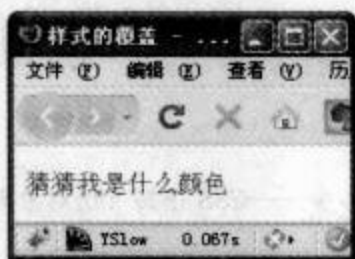 样式的覆盖 - ...
文件 (F) 编辑 (E) 查看 (V) 历
猜猜我是什么颜色
YSlow 0.067s